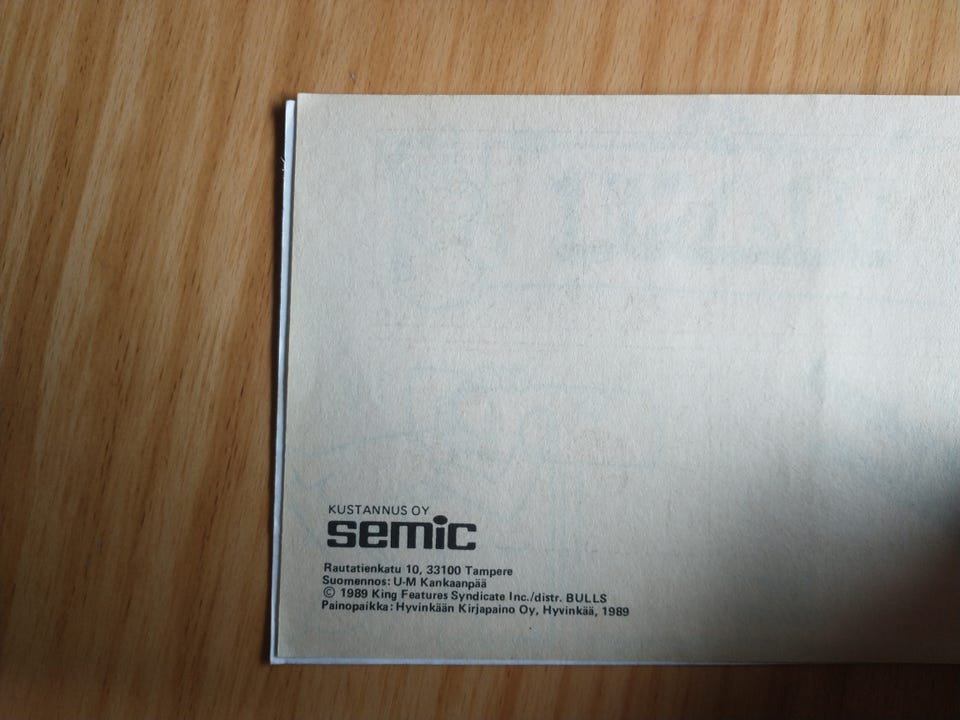 KUSTANNUS OY
semic
Rautatienkatu 10, 33100 Tampere
Suomennos: U-M Kankaanpää
© 1989 King Features Syndicate Inc./distr. BULLS
Painopaikka: Hyvinkään Kirjapaino Oy, Hyvinkää, 1989